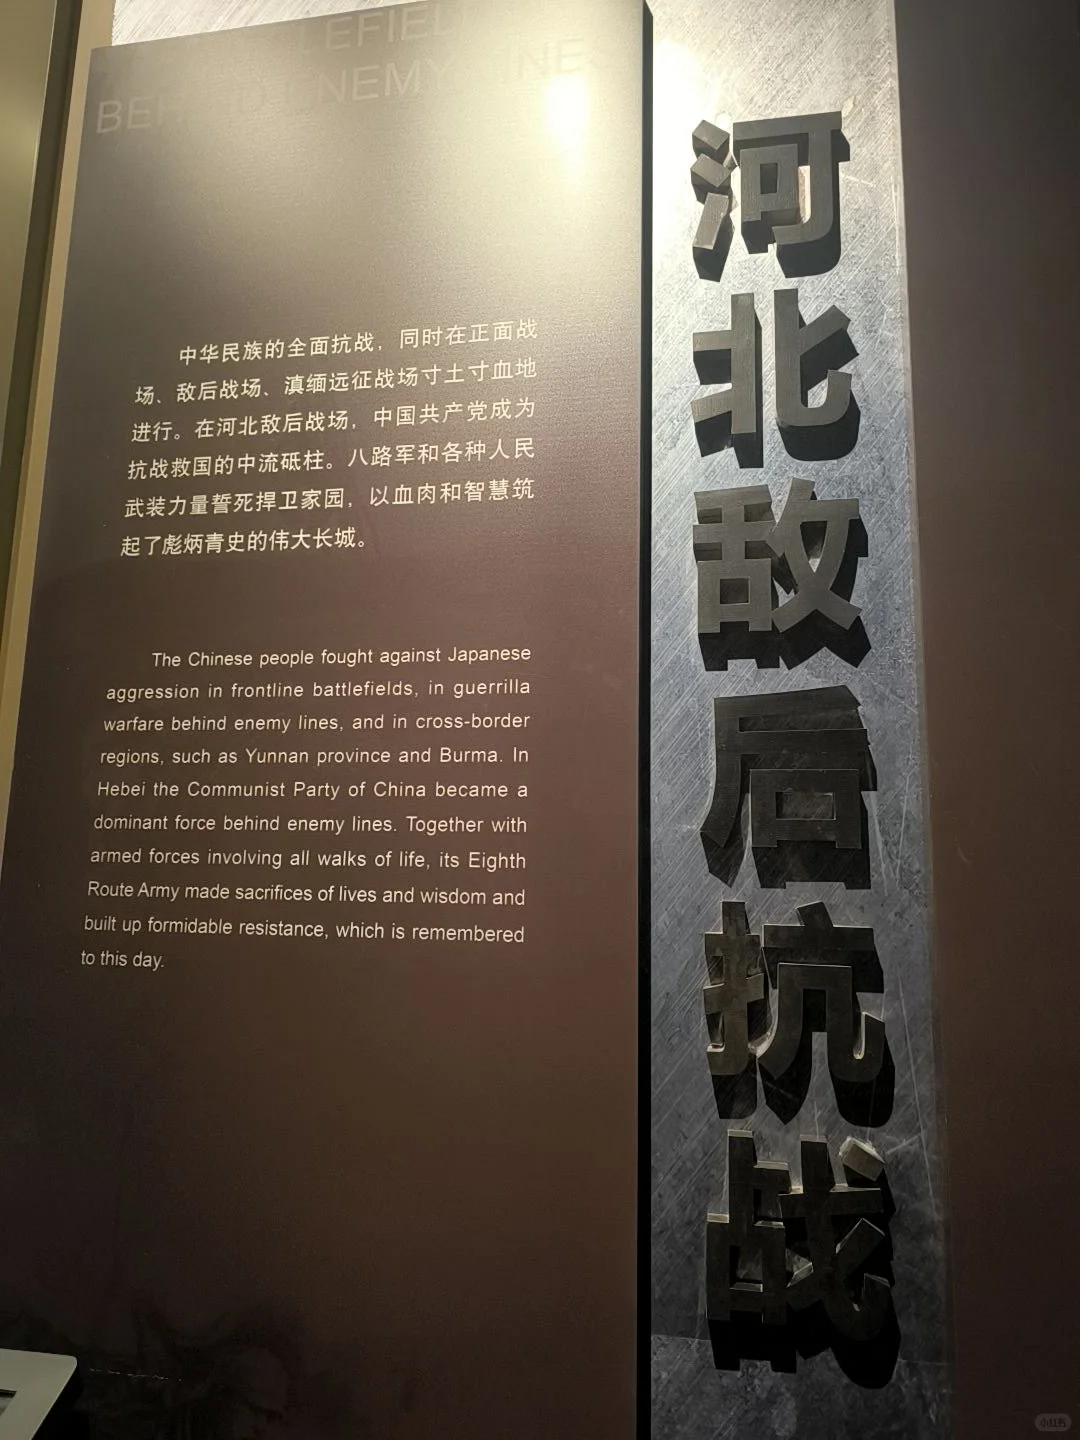 BEHIND ENEMY LINES
中华民族的全面抗战，同时在正面战
场、敌后战场、滇缅远征战场寸土寸血地
进行。在河北敌后战场，中国共产党成为
抗战救国的中流砥柱。八路军和各种人民
武装力量誓死捍卫家园，以血肉和智慧筑
起了彪炳青史的伟大长城。
The Chinese people fought against Japanese
aggression in frontline battlefields, in guerrilla
warfare behind enemy lines, and in cross-border
regions, such as Yunnan province and Burma. In
Hebei the Communist Party of China became a
dominant force behind enemy lines. Together with
armed forces involving all walks of life, its Eighth
Route Army made sacrifices of lives and wisdom and
built up formidable resistance, which is remembered
to this day.
河北敌后抗战
小红书